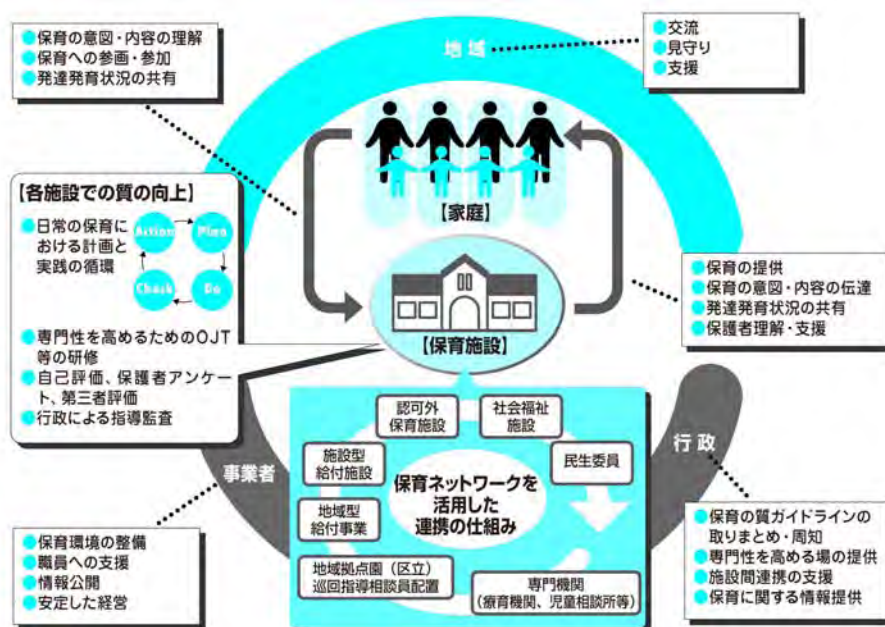 ●保育の意図・内容の理解
●保育への参画・参加
●発達発育状況の共有
地域
●交流
●見守り
●支援
【家庭】
【各施設での質の向上】
●日常の保育に
おける計画と
実践の循環
Action
Plan
Check
Do
●専門性を高めるためのOJT
等の研修
●自己評価、保護者アンケー
ト、第三者評価
●行政による指導監査
【保育施設】
●保育の提供
●保育の意図・内容の伝達
●発達発育状況の共有
●保護者理解・支援
認可外
保育施設
社会福祉
施設
施設型
給付施設
民生委員
地域型
給付事業
保育ネットワークを
活用した
連携の仕組み
地域拠点園（区立）
巡回指導相談員配置
専門機関
（療育機関、児童相談所等）
事業者
行政
●保育環境の整備
●職員への支援
●情報公開
●安定した経営
●保育の質ガイドラインの
取りまとめ・周知
●専門性を高める場の提供
●施設間連携の支援
●保育に関する情報提供